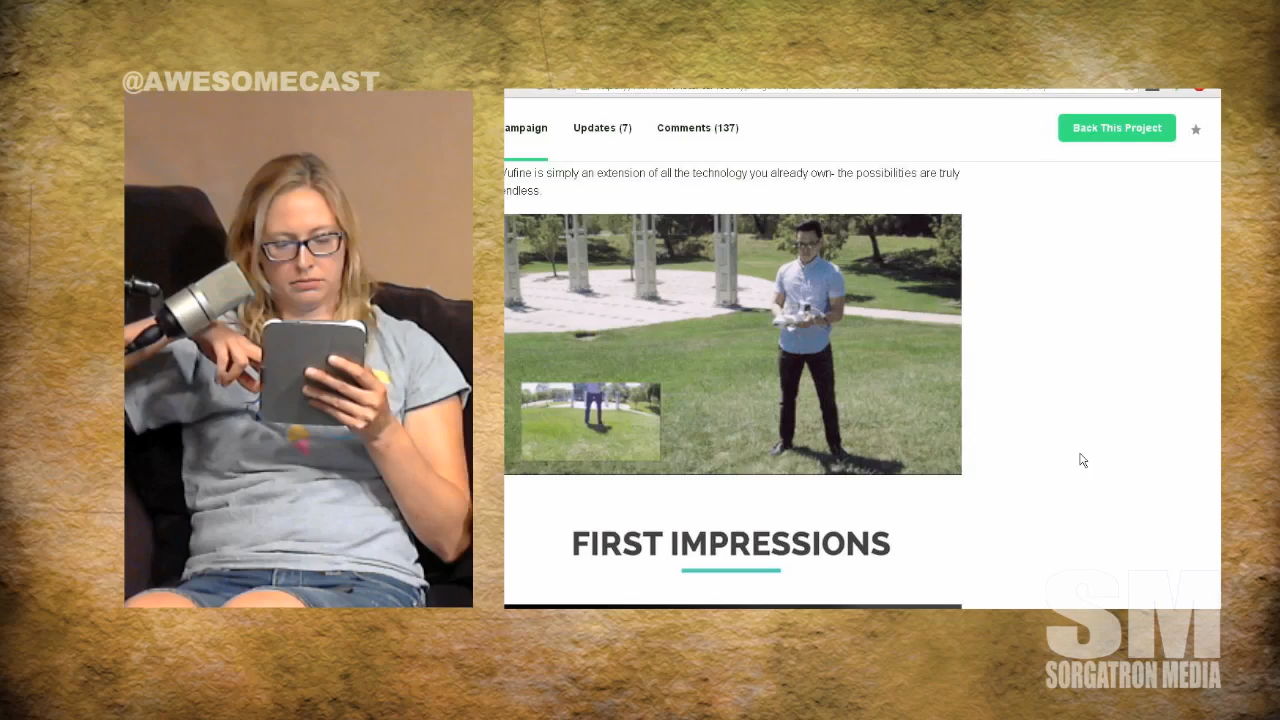 @AWESOMECAST
ampaign Updates (7) Comments (137) Back This Project
ufine is simply an extension of all the technology you already own- the possibilities are truly
endless.
FIRST IMPRESSIONS
SM
SORGATRON MEDIA